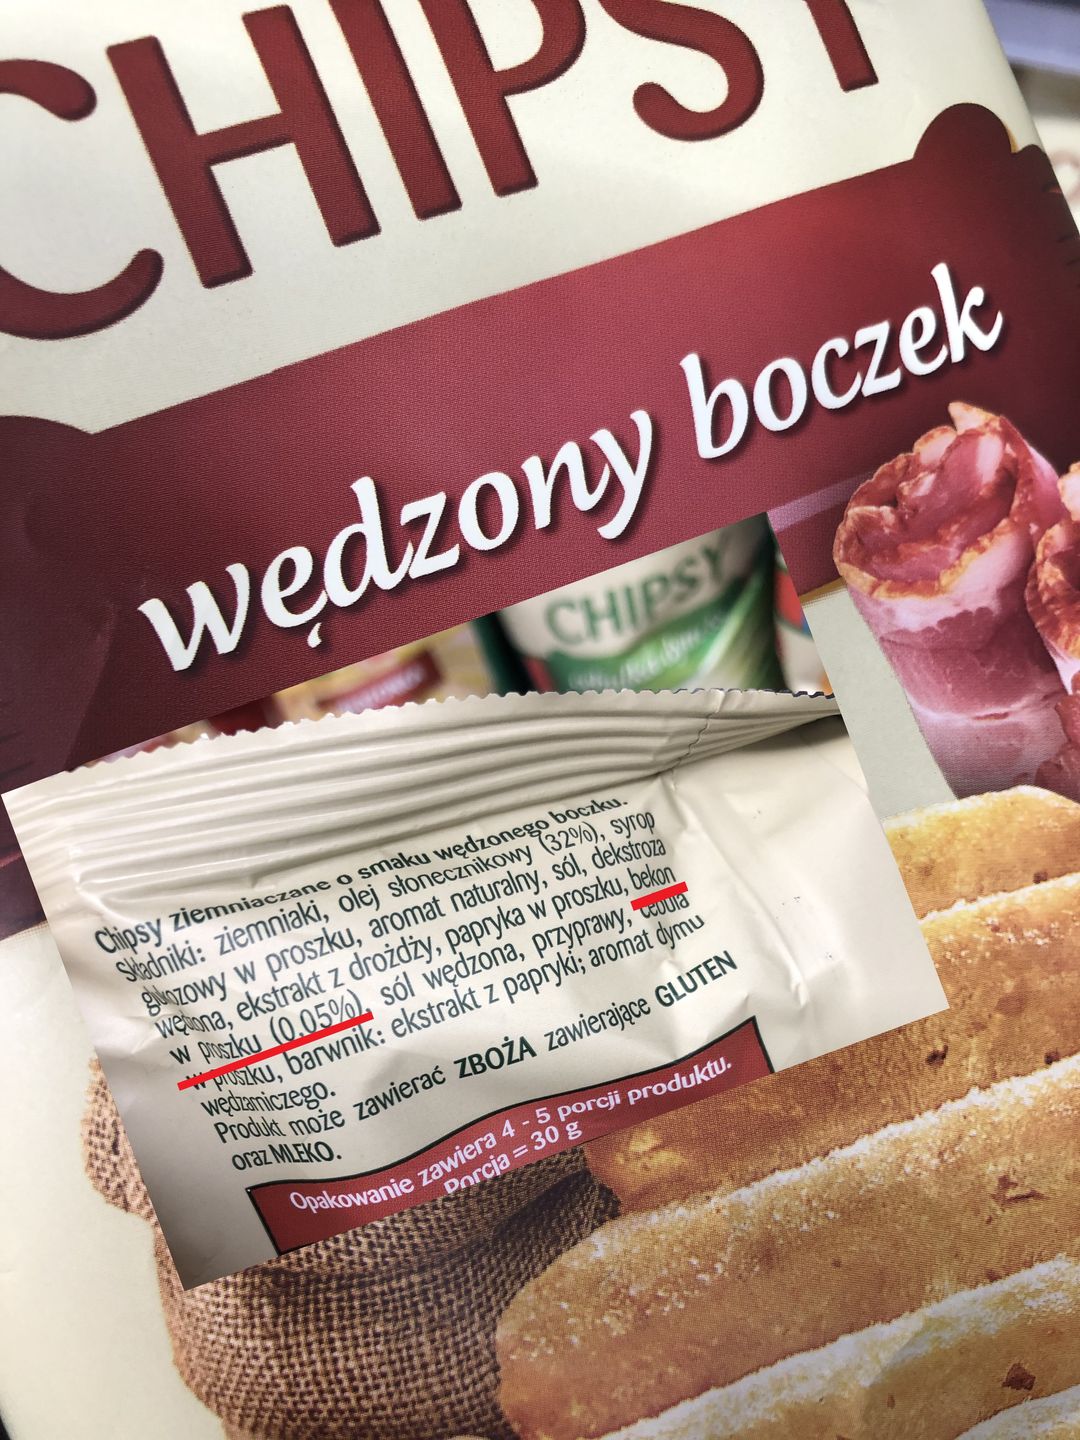 CHIPSY
wędzony boczek
CHIPSY
Chipsy ziemniaczane o smaku wędzonego boczku.
Składniki: ziemniaki, olej słonecznikowy (32%), syrop
glukozowy w proszku, aromat naturalny, sól, dekstroza
wędzona, ekstrakt z drożdży, papryka w proszku, bekon
w proszku (0,05%), sól wędzona, przyprawy, cebula
w proszku, barwnik: ekstrakt z papryki; aromat dymu
wędzarniczego.
Produkt może zawierać ZBOŻA zawierające GLUTEN
oraz MLEKO.
Opakowanie zawiera 4 - 5 porcji produktu.
Porcja = 30 g